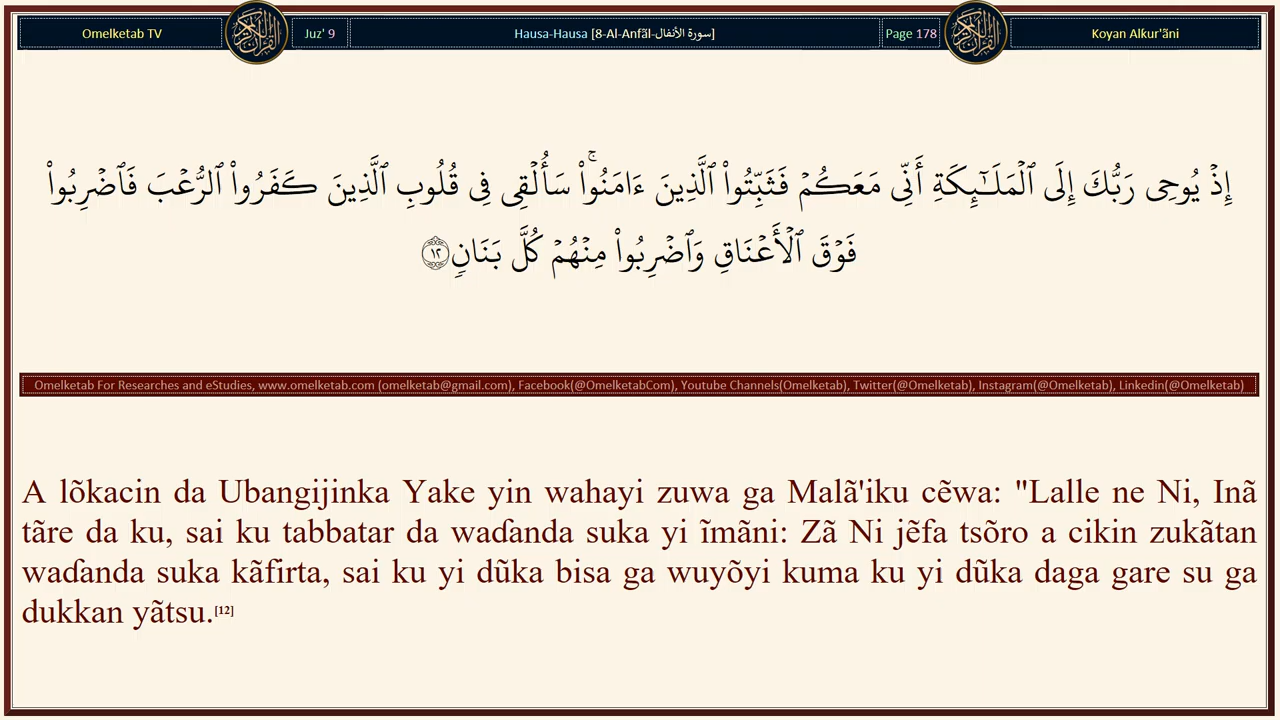 Omelketab TV
Juz' 9
Hausa-Hausa [8-Al-Anfãl-سورة الأنفال]
Page 178
Koyan Alƙur'ãni
إِذۡ يُوحِي رَبُّكَ إِلَى ٱلۡمَلَٰٓئِكَةِ أَنِّي مَعَكُمۡ فَثَبِّتُواْ ٱلَّذِينَ ءَامَنُواْۚ سَأُلۡقِي فِي قُلُوبِ ٱلَّذِينَ كَفَرُواْ ٱلرُّعۡبَ فَٱضۡرِبُواْ
فَوۡقَ ٱلۡأَعۡنَاقِ وَٱضۡرِبُواْ مِنۡهُمۡ كُلَّ بَنَانٖ ١٢
Omelketab For Researches and eStudies, www.omelketab.com (omelketab@gmail.com), Facebook(@OmelketabCom), Youtube Channels(Omelketab), Twitter(@Omelketab), Instagram(@Omelketab), Linkedin(@Omelketab)
A lõkacin da Ubangijinka Yake yin wahayi zuwa ga Malã'iku cẽwa: "Lalle ne Ni, Inã
tãre da ku, sai ku tabbatar da waɗanda suka yi ĩmãni: Zã Ni jẽfa tsõro a cikin zukãtan
waɗanda suka kãfirta, sai ku yi dũka bisa ga wuyõyi kuma ku yi dũka daga gare su ga
dukkan yãtsu.[12]